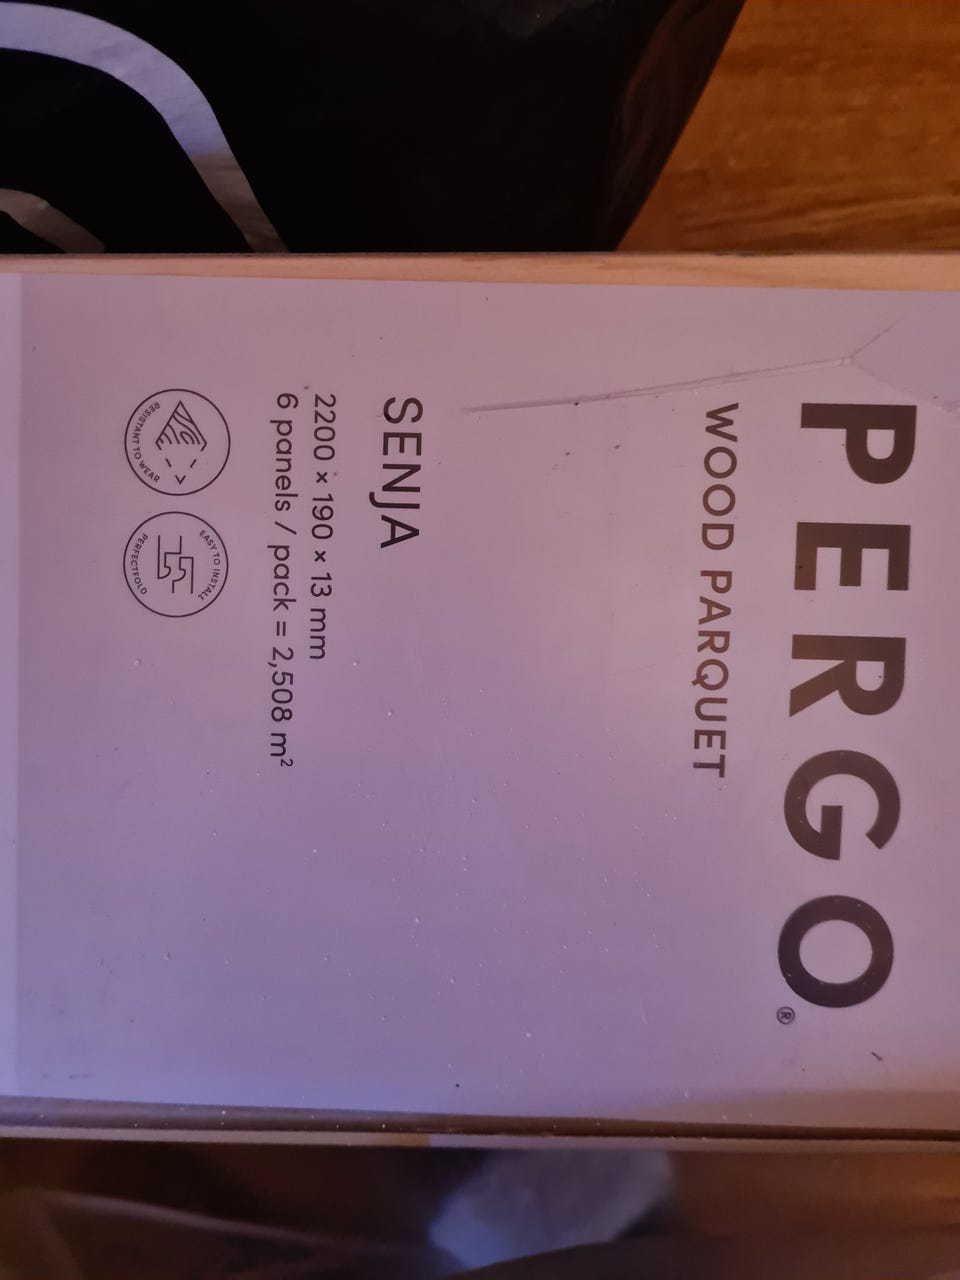 PERGO®
WOOD PARQUET
SENJA
2200 × 190 × 13 mm
6 panels / pack = 2,508 m²
RESISTANT TO WEAR
EASY TO INSTALL
PERFECTFOLD